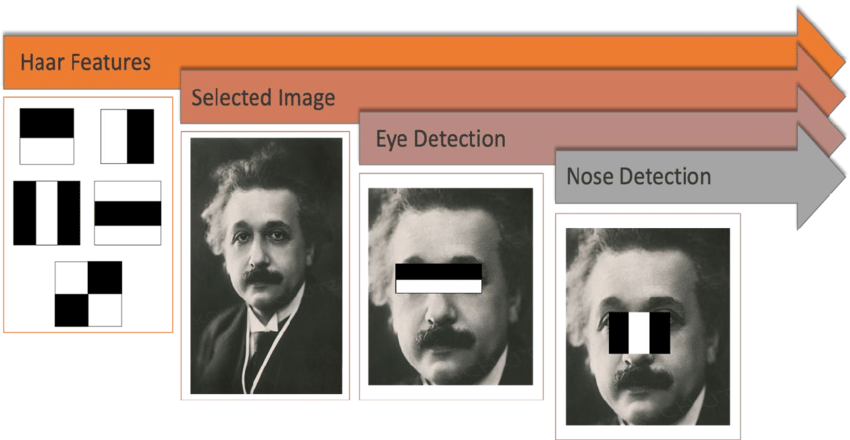 Haar Features
Selected Image
Eye Detection
Nose Detection